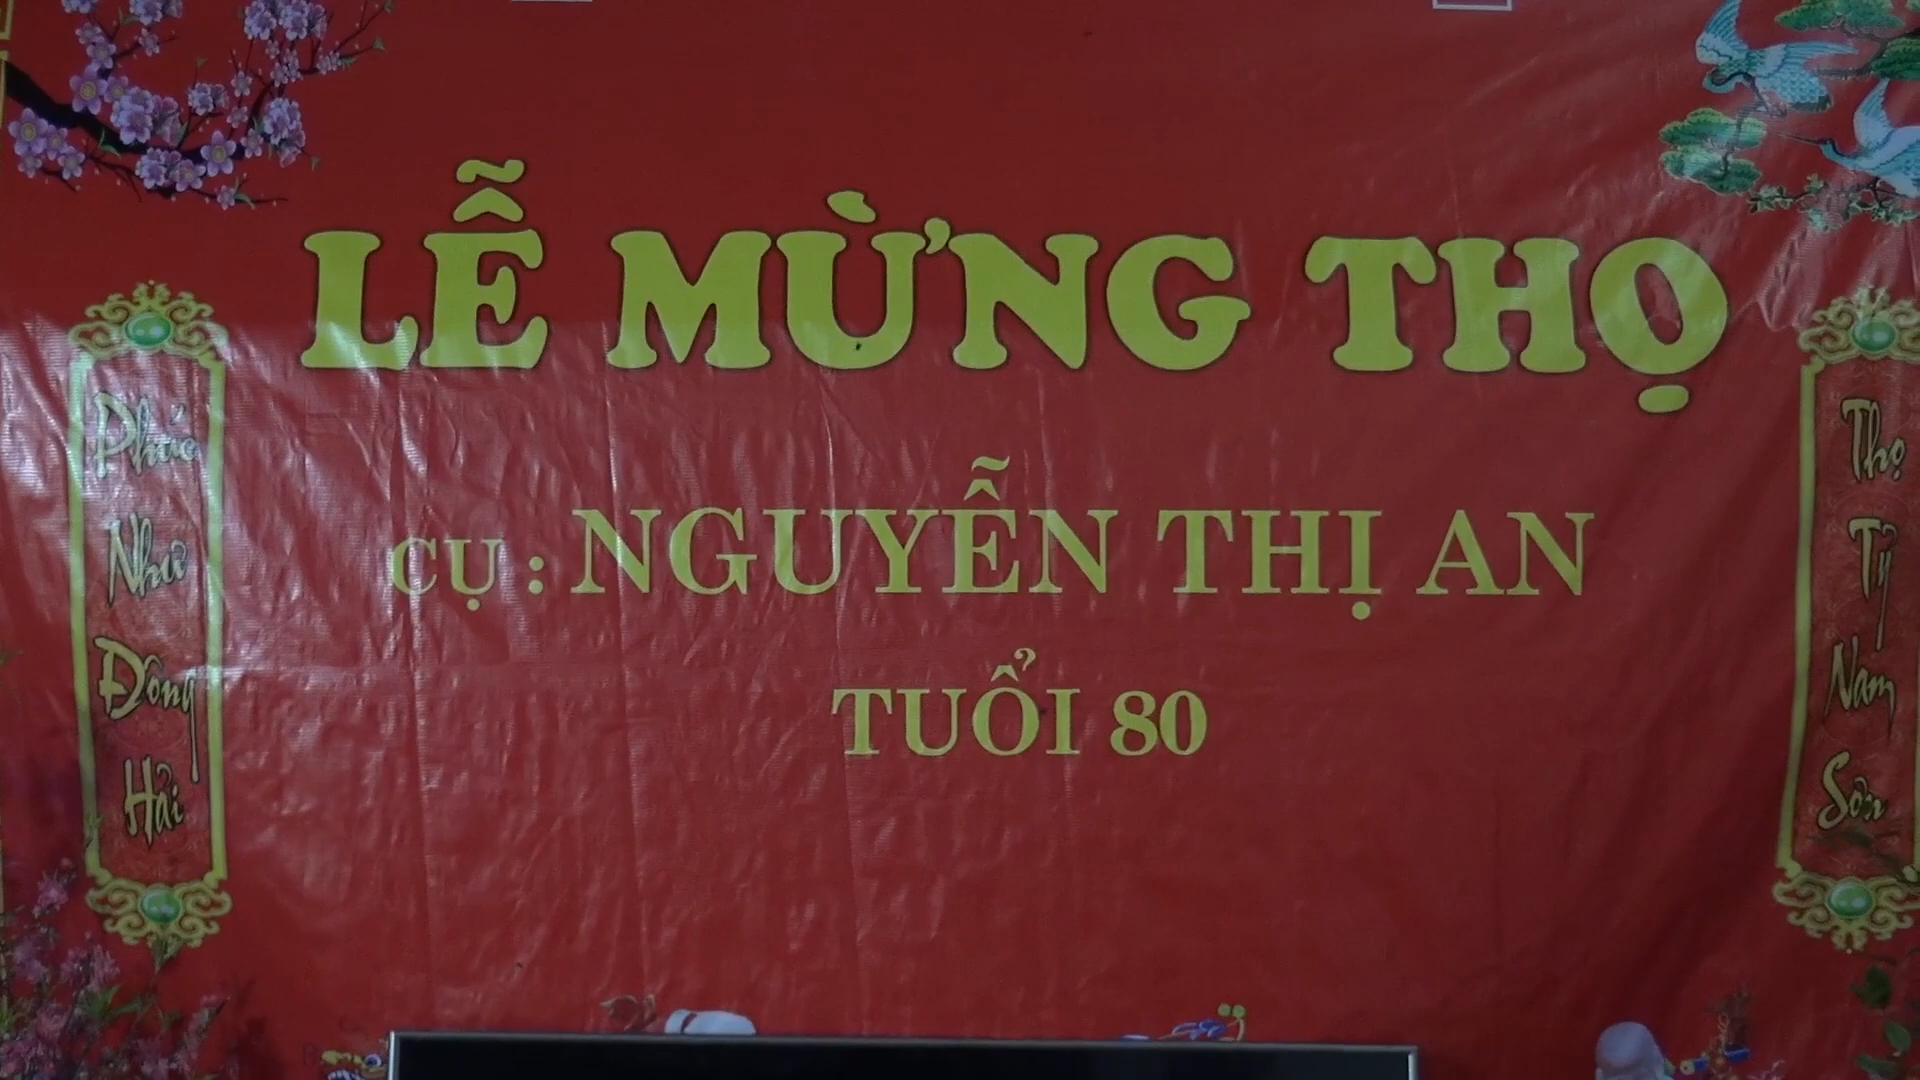 LỄ MỪNG THỌ
CỤ : NGUYỄN THỊ AN
TUỔI 80
Phúc
Như
Đông
Hải
Thọ
Tỷ
Nam
Sơn